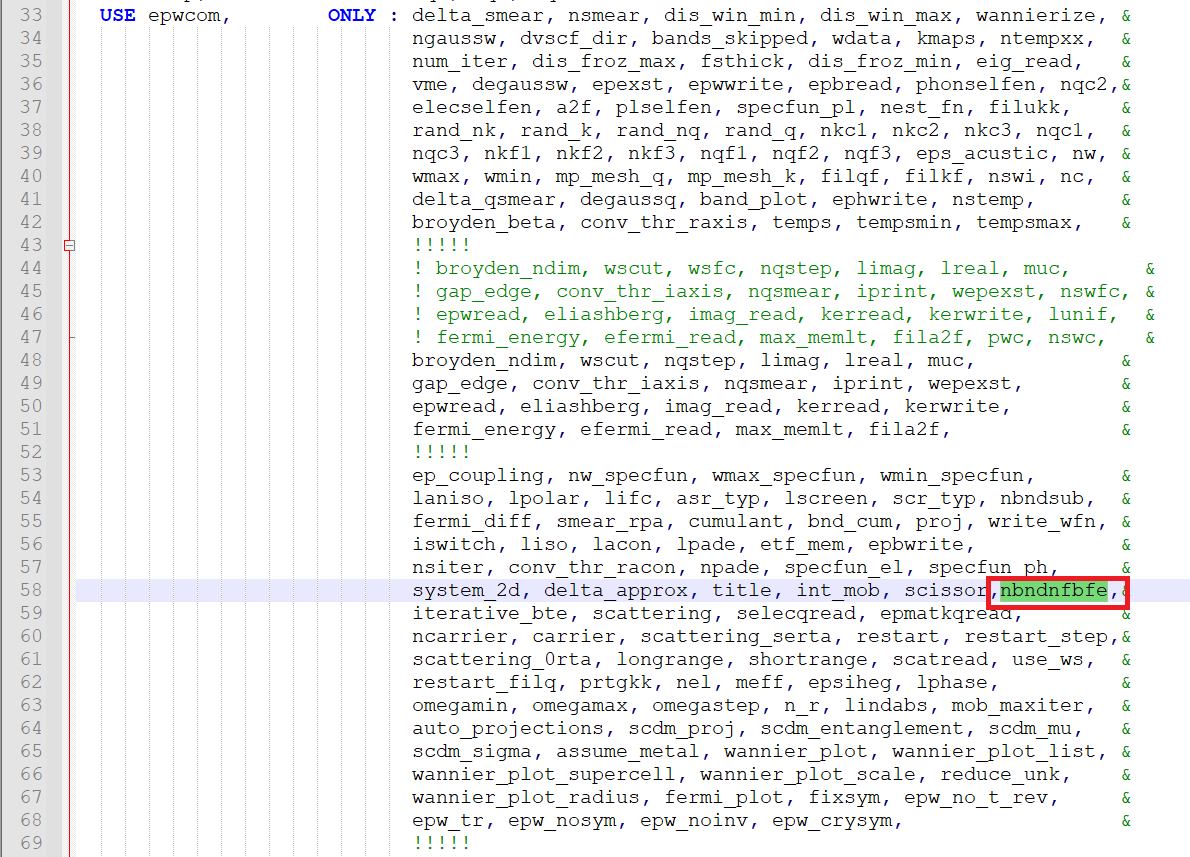 33 USE epwcom, ONLY : delta_smear, nsmear, dis_win_min, dis_win_max, wannierize, &
34 ngaussw, dvscf_dir, bands_skipped, wdata, kmaps, ntempxx, &
35 num_iter, dis_froz_max, fsthick, dis_froz_min, eig_read, &
36 vme, degaussw, epexst, epwwrite, epbread, phonselfen, nqc2,&
37 elecselfen, a2f, plselfen, specfun_pl, nest_fn, filukk, &
38 rand_nk, rand_k, rand_nq, rand_q, nkc1, nkc2, nkc3, nqc1, &
39 nqc3, nkf1, nkf2, nkf3, nqf1, nqf2, nqf3, eps_acustic, nw, &
40 wmax, wmin, mp_mesh_q, mp_mesh_k, filqf, filkf, nswi, nc, &
41 delta_qsmear, degaussq, band_plot, ephwrite, nstemp, &
42 broyden_beta, conv_thr_raxis, temps, tempsmin, tempsmax, &
43 !!!!!
44 ! broyden_ndim, wscut, wsfc, nqstep, limag, lreal, muc, &
45 ! gap_edge, conv_thr_iaxis, nqsmear, iprint, wepexst, nswfc, &
46 ! epwread, eliashberg, imag_read, kerread, kerwrite, lunif, &
47 ! fermi_energy, efermi_read, max_memlt, fila2f, pwc, nswc, &
48 broyden_ndim, wscut, nqstep, limag, lreal, muc, &
49 gap_edge, conv_thr_iaxis, nqsmear, iprint, wepexst, &
50 epwread, eliashberg, imag_read, kerread, kerwrite, &
51 fermi_energy, efermi_read, max_memlt, fila2f, &
52 !!!!!
53 ep_coupling, nw_specfun, wmax_specfun, wmin_specfun, &
54 laniso, lpolar, lifc, asr_typ, lscreen, scr_typ, nbndsub, &
55 fermi_diff, smear_rpa, cumulant, bnd_cum, proj, write_wfn, &
56 iswitch, liso, lacon, lpade, etf_mem, epbwrite, &
57 nsiter, conv_thr_racon, npade, specfun_el, specfun_ph, &
58 system_2d, delta_approx, title, int_mob, scissor,nbndnfbfe,&
59 iterative_bte, scattering, selecqread, epmatkqread, &
60 ncarrier, carrier, scattering_serta, restart, restart_step,&
61 scattering_0rta, longrange, shortrange, scatread, use_ws, &
62 restart_filq, prtgkk, nel, meff, epsiheg, lphase, &
63 omegamin, omegamax, omegastep, n_r, lindabs, mob_maxiter, &
64 auto_projections, scdm_proj, scdm_entanglement, scdm_mu, &
65 scdm_sigma, assume_metal, wannier_plot, wannier_plot_list, &
66 wannier_plot_supercell, wannier_plot_scale, reduce_unk, &
67 wannier_plot_radius, fermi_plot, fixsym, epw_no_t_rev, &
68 epw_tr, epw_nosym, epw_noinv, epw_crysym, &
69 !!!!!